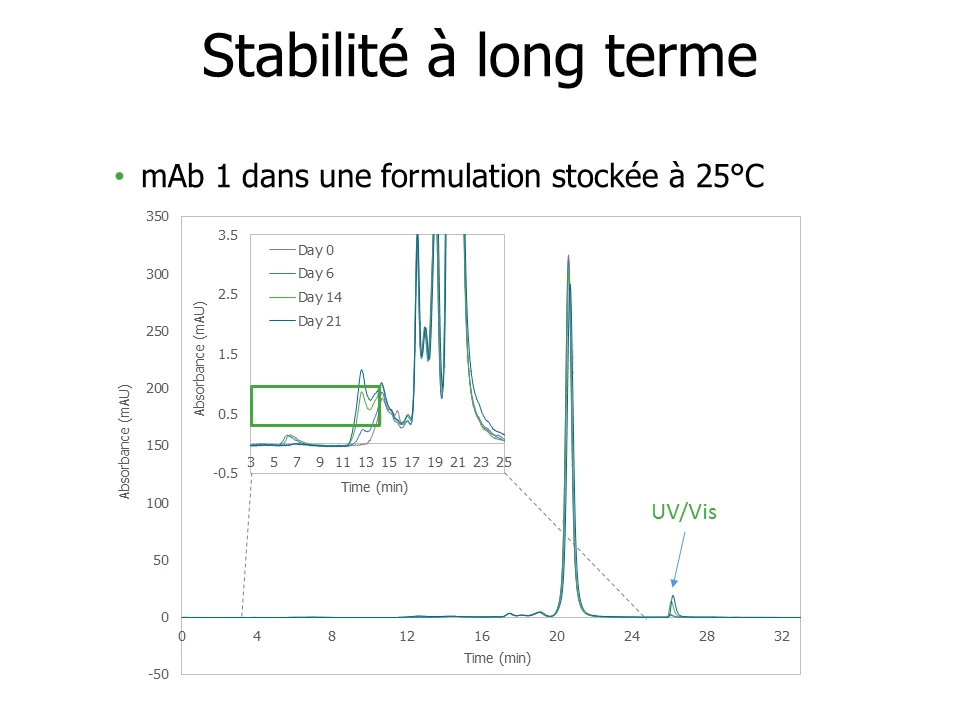 Stabilité à long terme
• mAb 1 dans une formulation stockée à 25°C
350
300
250
200
150
100
50
0
-50
Absorbance (mAU)
0 4 8 12 16 20 24 28 32
Time (min)
3.5
2.5
1.5
0.5
-0.5
Absorbance (mAU)
Day 0
Day 6
Day 14
Day 21
3 5 7 9 11 13 15 17 19 21 23 25
Time (min)
UV/Vis